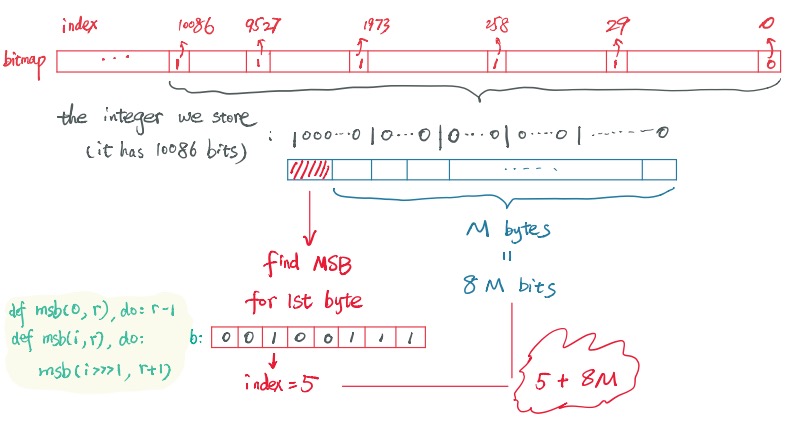 index 10086 9527 1973 258 29 0
bitmap ... 1 1 1 1 1 0
the integer we store
(it has 10086 bits) : 1000...0 | 0...0 | 0...0 | 0...0 | .......0
......
M bytes
=
8M bits
find MSB
for 1st byte
def msb(0, r), do: r-1
def msb(i, r), do:
msb(i>>>1, r+1)
b: 0 0 1 0 0 1 1 1
index = 5
5 + 8M